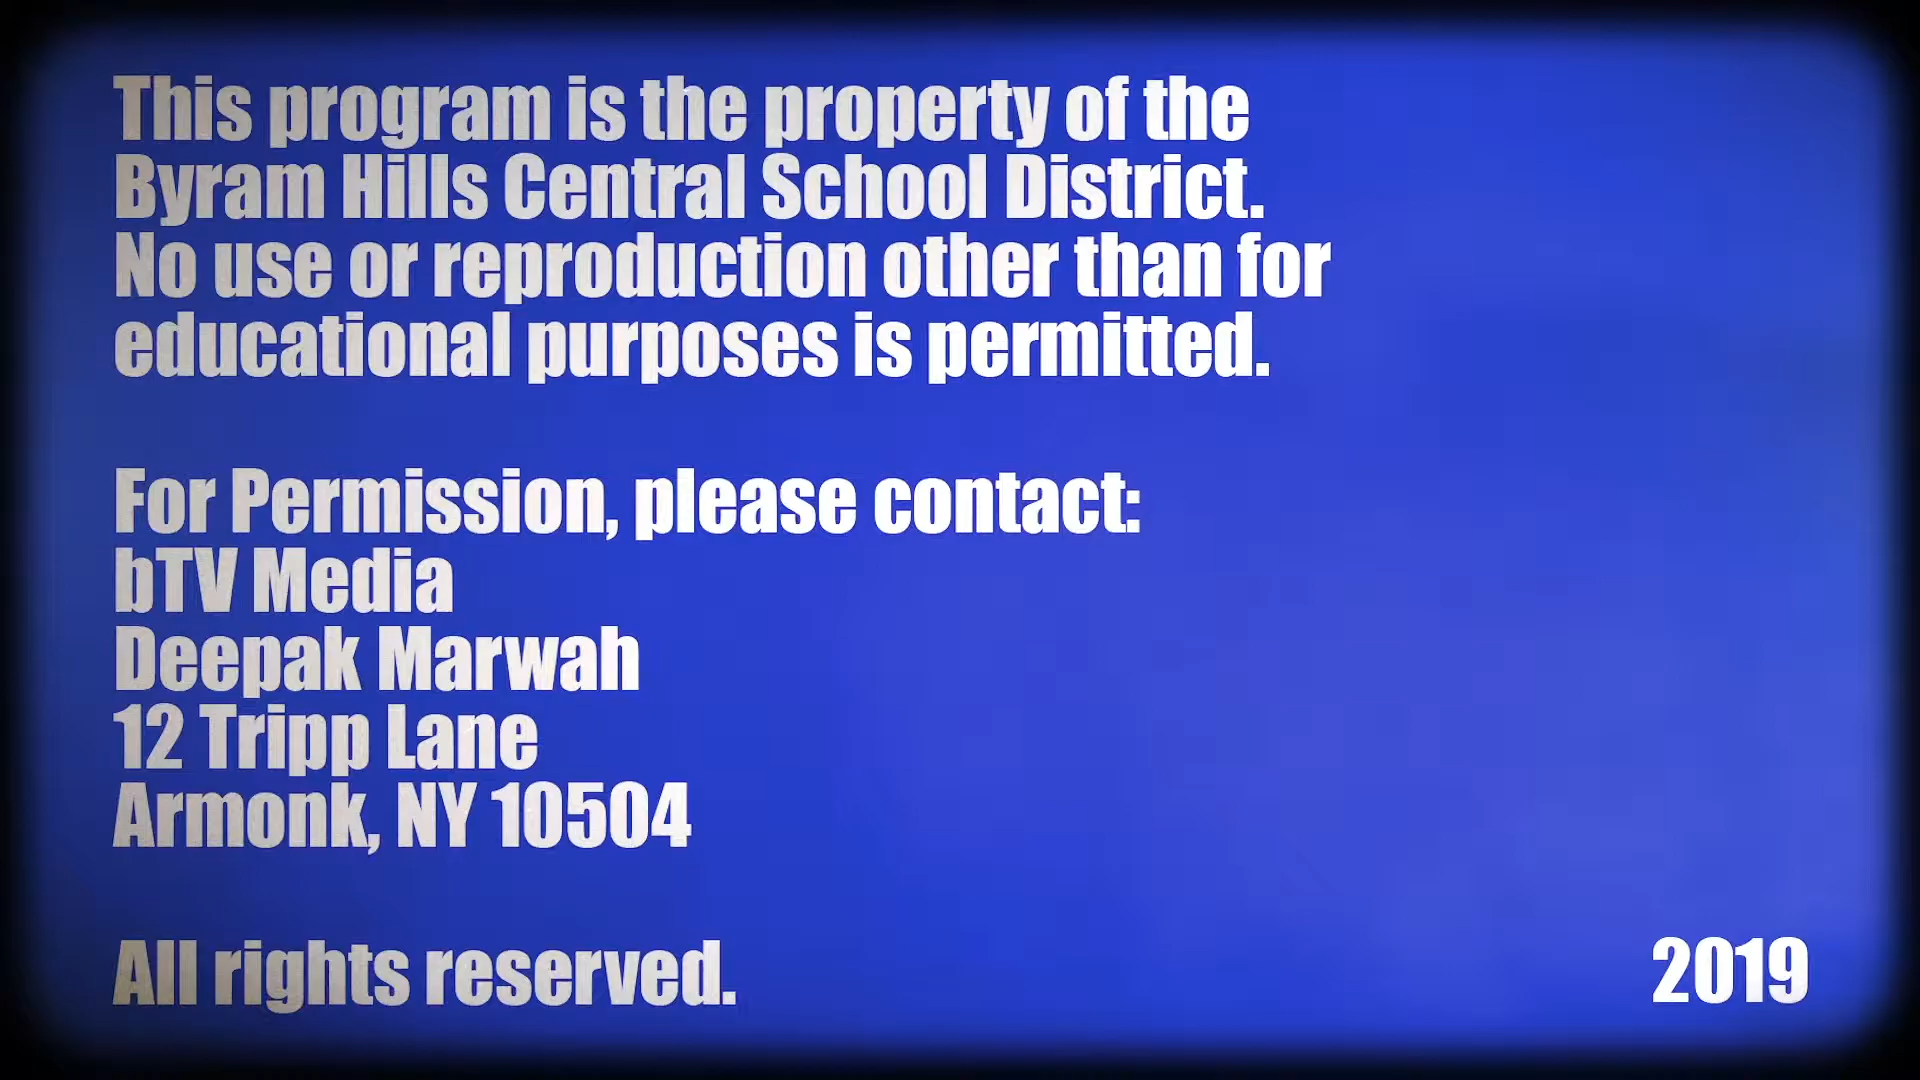 This program is the property of the
Byram Hills Central School District.
No use or reproduction other than for
educational purposes is permitted.
For Permission, please contact:
bTV Media
Deepak Marwah
12 Tripp Lane
Armonk, NY 10504
All rights reserved.
2019